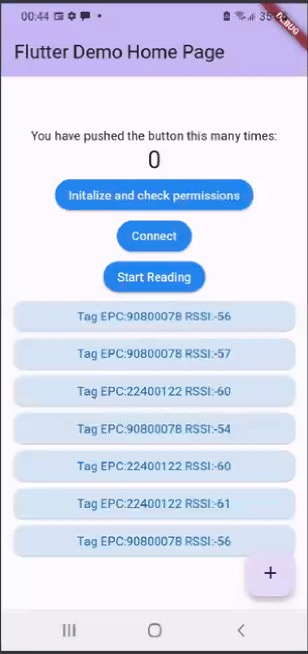 00:44
35
DEBUG
Flutter Demo Home Page
You have pushed the button this many times:
0
Initalize and check permissions
Connect
Start Reading
Tag EPC:90800078 RSSI:-56
Tag EPC:90800078 RSSI:-57
Tag EPC:22400122 RSSI:-60
Tag EPC:90800078 RSSI:-54
Tag EPC:22400122 RSSI:-60
Tag EPC:22400122 RSSI:-61
Tag EPC:90800078 RSSI:-56
+